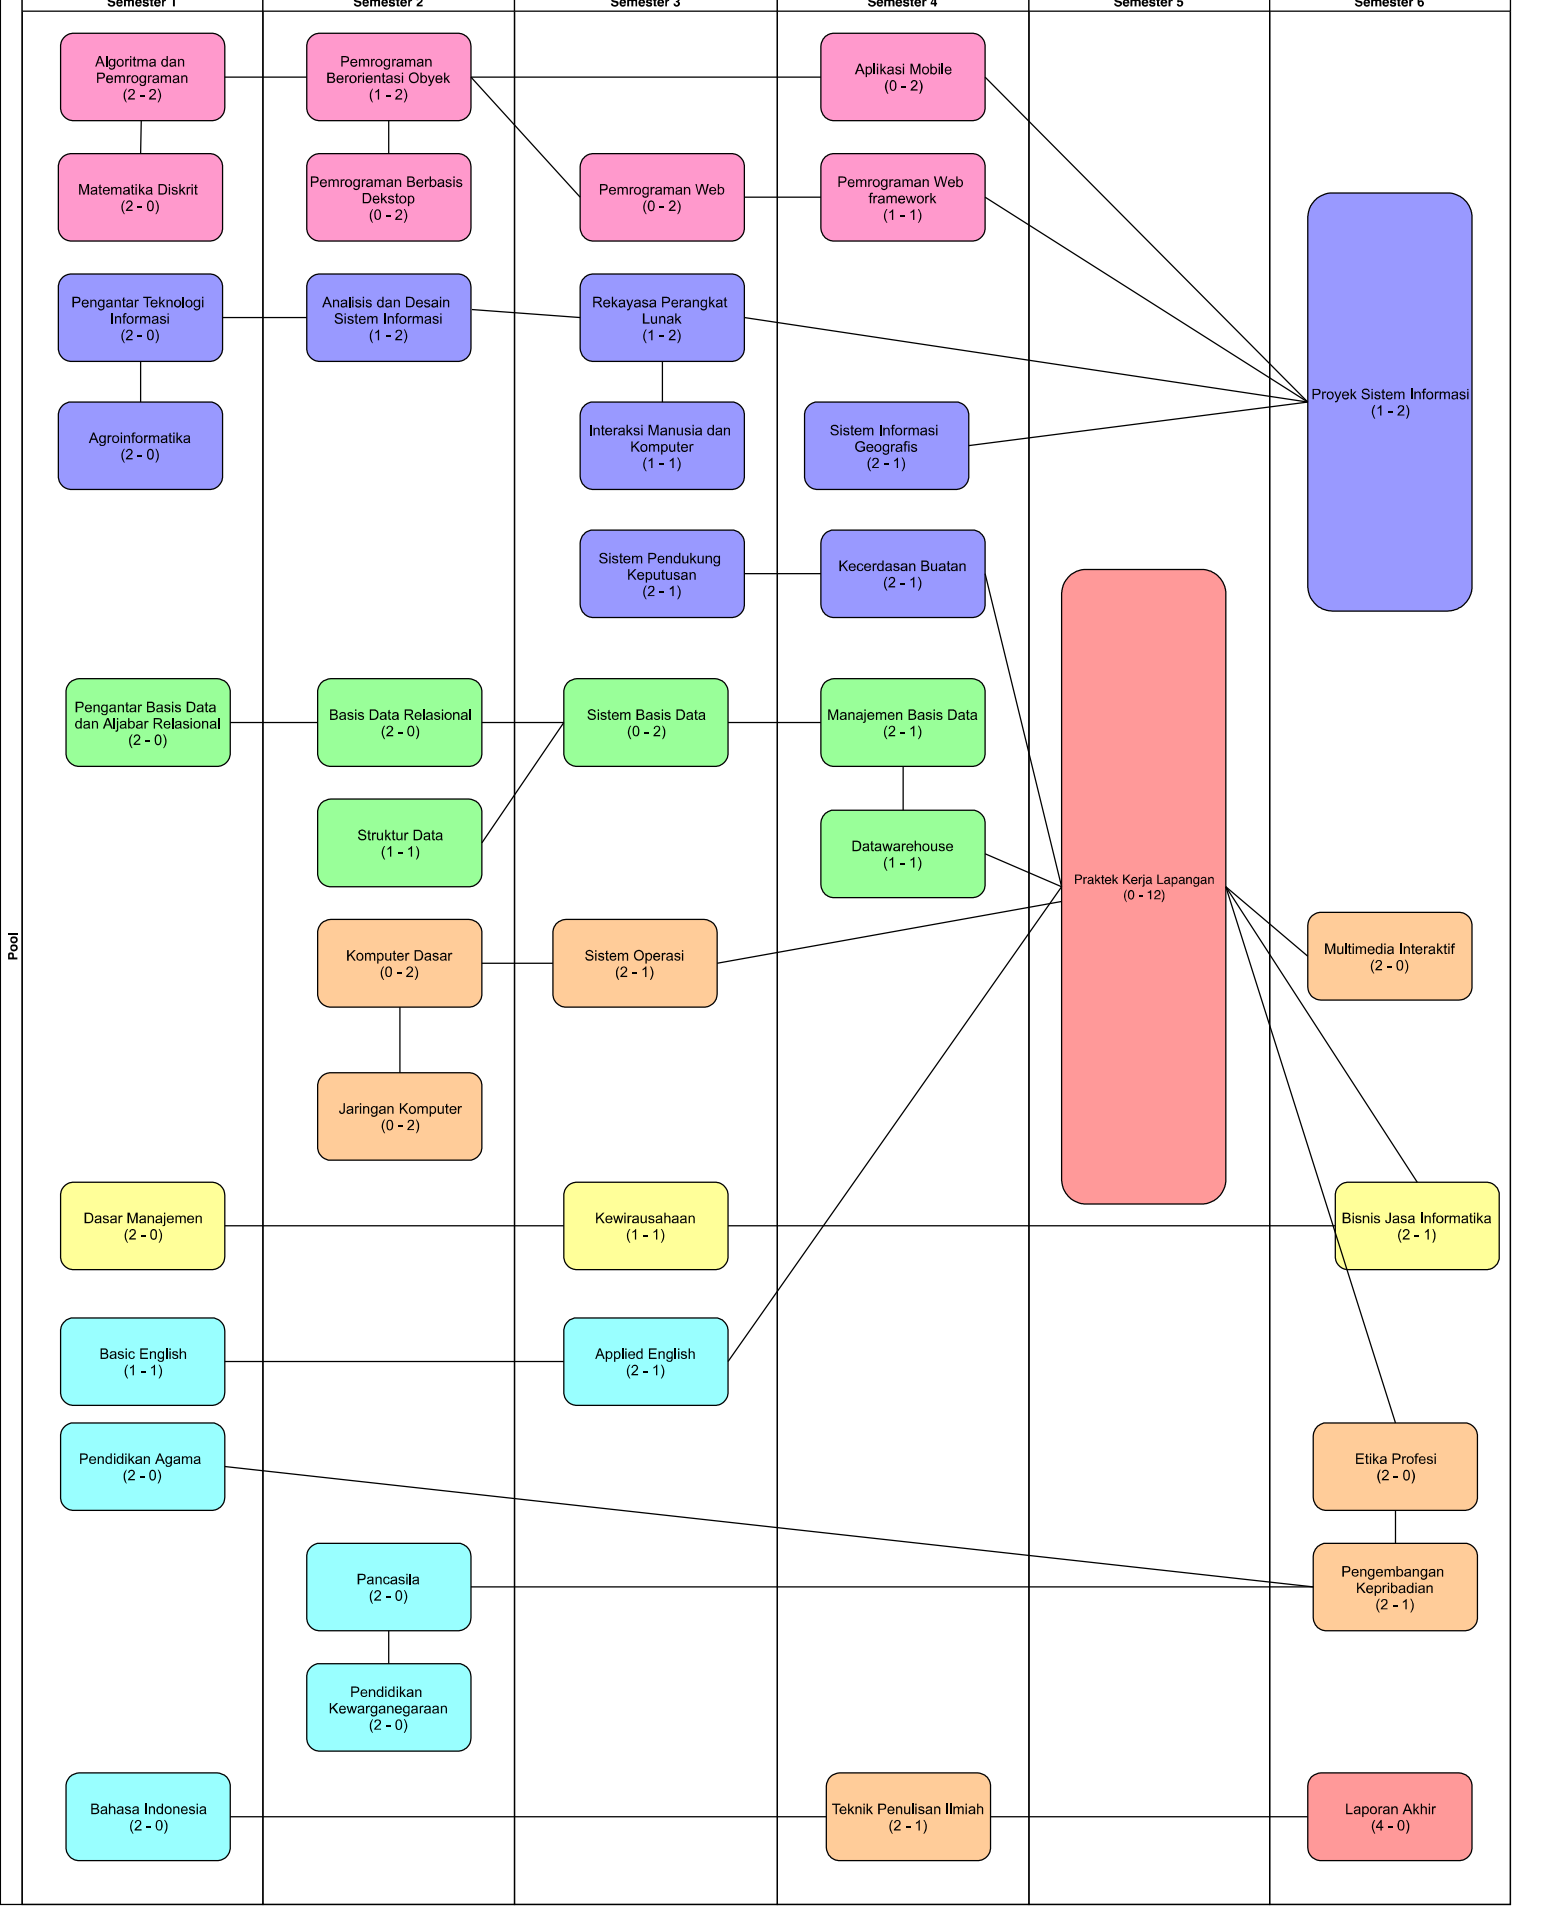 Semester 1
Semester 2
Semester 3
Semester 4
Semester 5
Semester 6
Pool
Algoritma dan
Pemrograman
(2 - 2)
Pemrograman
Berorientasi Obyek
(1 - 2)
Aplikasi Mobile
(0 - 2)
Matematika Diskrit
(2 - 0)
Pemrograman Berbasis
Dekstop
(0 - 2)
Pemrograman Web
(0 - 2)
Pemrograman Web
framework
(1 - 1)
Pengantar Teknologi
Informasi
(2 - 0)
Analisis dan Desain
Sistem Informasi
(1 - 2)
Rekayasa Perangkat
Lunak
(1 - 2)
Proyek Sistem Informasi
(1 - 2)
Agroinformatika
(2 - 0)
Interaksi Manusia dan
Komputer
(1 - 1)
Sistem Informasi
Geografis
(2 - 1)
Sistem Pendukung
Keputusan
(2 - 1)
Kecerdasan Buatan
(2 - 1)
Pengantar Basis Data
dan Aljabar Relasional
(2 - 0)
Basis Data Relasional
(2 - 0)
Sistem Basis Data
(0 - 2)
Manajemen Basis Data
(2 - 1)
Struktur Data
(1 - 1)
Datawarehouse
(1 - 1)
Praktek Kerja Lapangan
(0 - 12)
Komputer Dasar
(0 - 2)
Sistem Operasi
(2 - 1)
Multimedia Interaktif
(2 - 0)
Jaringan Komputer
(0 - 2)
Dasar Manajemen
(2 - 0)
Kewirausahaan
(1 - 1)
Bisnis Jasa Informatika
(2 - 1)
Basic English
(1 - 1)
Applied English
(2 - 1)
Pendidikan Agama
(2 - 0)
Etika Profesi
(2 - 0)
Pancasila
(2 - 0)
Pengembangan
Kepribadian
(2 - 1)
Pendidikan
Kewarganegaraan
(2 - 0)
Bahasa Indonesia
(2 - 0)
Teknik Penulisan Ilmiah
(2 - 1)
Laporan Akhir
(4 - 0)